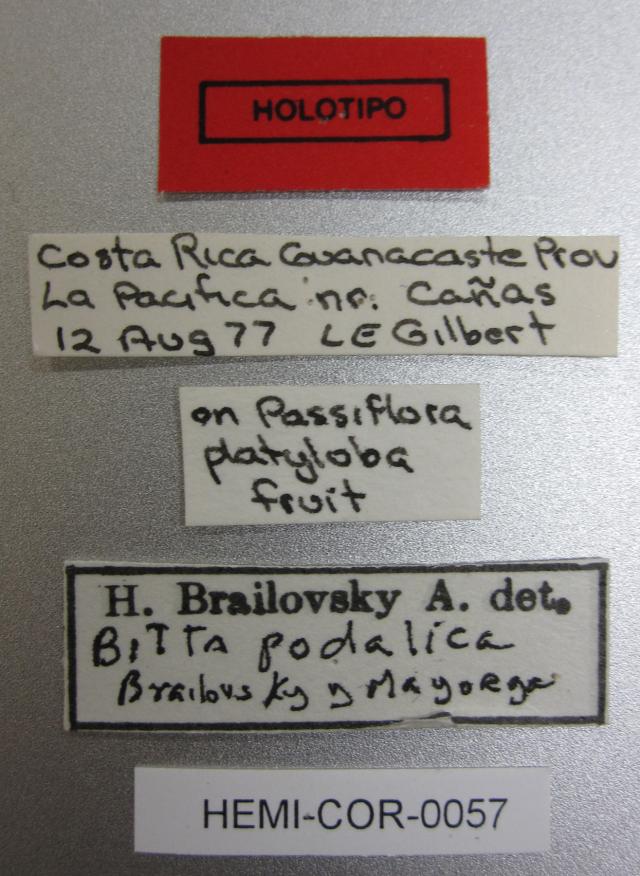 HOLOTIPO
Costa Rica Guanacaste Prov
La Pacifica nr. Cañas
12 Aug 77 LE Gilbert
on Passiflora
platyloba
fruit
H. Brailovsky A. det.
BITTA podalica
Brailovsky y Mayorga
HEMI-COR-0057